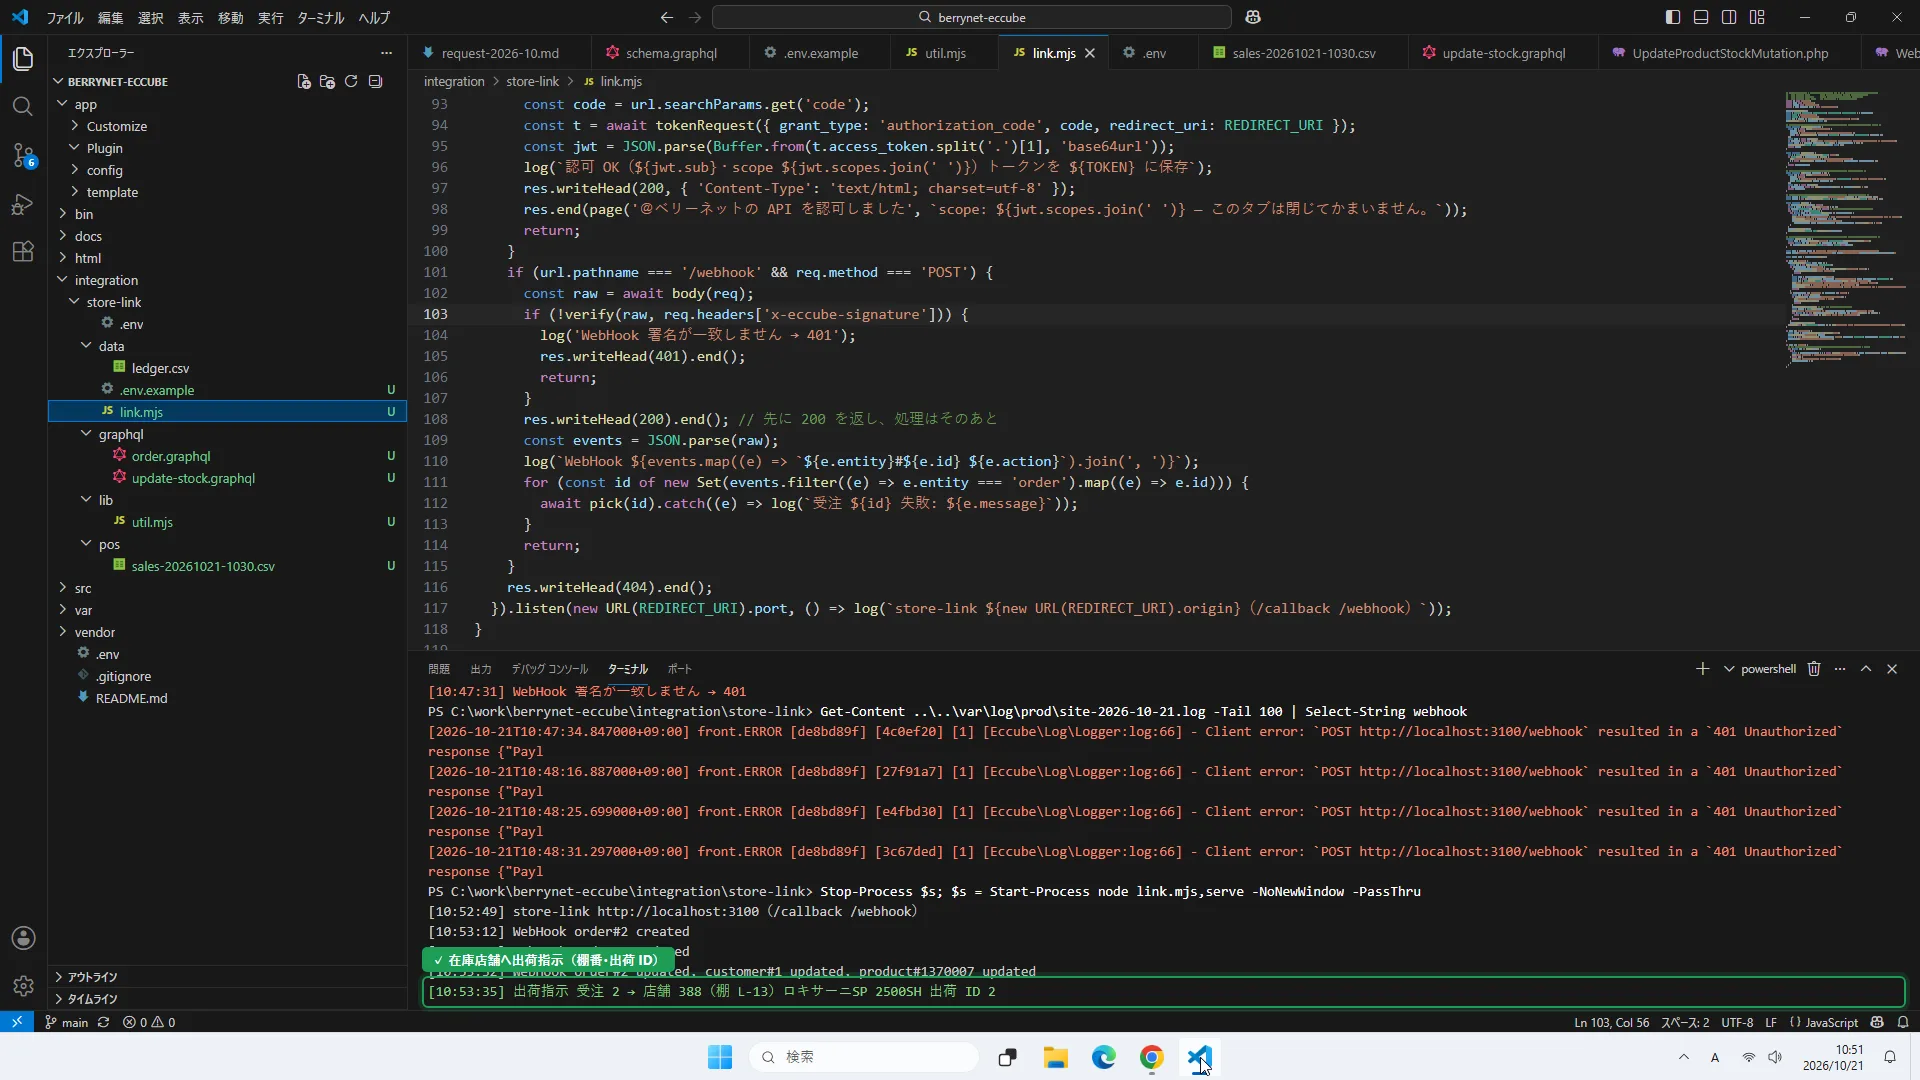 ファイル 編集 選択 表示 移動 実行 ターミナル ヘルプ
berrynet-eccube
エクスプローラー
request-2026-10.md
schema.graphql
.env.example
util.mjs
link.mjs
.env
sales-20261021-1030.csv
update-stock.graphql
UpdateProductStockMutation.php
Web
BERRYNET-ECCUBE
app
Customize
Plugin
config
template
bin
docs
html
integration
store-link
.env
data
ledger.csv
.env.example U
JS link.mjs U
graphql
order.graphql U
update-stock.graphql U
lib
JS util.mjs U
pos
sales-20261021-1030.csv U
src
var
vendor
.env
.gitignore
README.md
アウトライン
タイムライン
integration > store-link > JS link.mjs
93 const code = url.searchParams.get('code');
94 const t = await tokenRequest({ grant_type: 'authorization_code', code, redirect_uri: REDIRECT_URI });
95 const jwt = JSON.parse(Buffer.from(t.access_token.split('.')[1], 'base64url'));
96 log(`認可 OK（${jwt.sub}・scope ${jwt.scopes.join(' ')}）トークンを ${TOKEN} に保存`);
97 res.writeHead(200, { 'Content-Type': 'text/html; charset=utf-8' });
98 res.end(page('＠ベリーネットの API を認可しました', `scope: ${jwt.scopes.join(' ')} — このタブは閉じてかまいません。`));
99 return;
100 }
101 if (url.pathname === '/webhook' && req.method === 'POST') {
102 const raw = await body(req);
103 if (!verify(raw, req.headers['x-eccube-signature'])) {
104 log('WebHook 署名が一致しません → 401');
105 res.writeHead(401).end();
106 return;
107 }
108 res.writeHead(200).end(); // 先に 200 を返し、処理はそのあと
109 const events = JSON.parse(raw);
110 log(`WebHook ${events.map((e) => `${e.entity}#${e.id} ${e.action}`).join(', ')}`);
111 for (const id of new Set(events.filter((e) => e.entity === 'order').map((e) => e.id))) {
112 await pick(id).catch((e) => log(`受注 ${id} 失敗: ${e.message}`));
113 }
114 return;
115 }
116 res.writeHead(404).end();
117 }).listen(new URL(REDIRECT_URI).port, () => log(`store-link ${new URL(REDIRECT_URI).origin}（/callback /webhook）`));
118 }
119
問題 出力 デバッグ コンソール ターミナル ポート
powershell
[10:47:31] WebHook 署名が一致しません → 401
PS C:\work\berrynet-eccube\integration\store-link> Get-Content ..\..\var\log\prod\site-2026-10-21.log -Tail 100 | Select-String webhook
[2026-10-21T10:47:34.847000+09:00] front.ERROR [de8bd89f] [4c0ef20] [1] [Eccube\Log\Logger:log:66] - Client error: `POST http://localhost:3100/webhook` resulted in a `401 Unauthorized`
response {"Payl
[2026-10-21T10:48:16.887000+09:00] front.ERROR [de8bd89f] [27f91a7] [1] [Eccube\Log\Logger:log:66] - Client error: `POST http://localhost:3100/webhook` resulted in a `401 Unauthorized`
response {"Payl
[2026-10-21T10:48:25.699000+09:00] front.ERROR [de8bd89f] [e4fbd30] [1] [Eccube\Log\Logger:log:66] - Client error: `POST http://localhost:3100/webhook` resulted in a `401 Unauthorized`
response {"Payl
[2026-10-21T10:48:31.297000+09:00] front.ERROR [de8bd89f] [3c67ded] [1] [Eccube\Log\Logger:log:66] - Client error: `POST http://localhost:3100/webhook` resulted in a `401 Unauthorized`
response {"Payl
PS C:\work\berrynet-eccube\integration\store-link> Stop-Process $s; $s = Start-Process node link.mjs,serve -NoNewWindow -PassThru
[10:52:49] store-link http://localhost:3100（/callback /webhook）
[10:53:12] WebHook order#2 created
✓ 在庫店舗へ出荷指示（棚番・出荷 ID）
updated, customer#1 updated, product#1370007 updated
[10:53:35] 出荷指示 受注 2 → 店舗 388（棚 L-13）ロキサーニSP 2500SH 出荷 ID 2
main 0 0
Ln 103, Col 56 スペース: 2 UTF-8 LF {} JavaScript
検索
A
10:51
2026/10/21
6